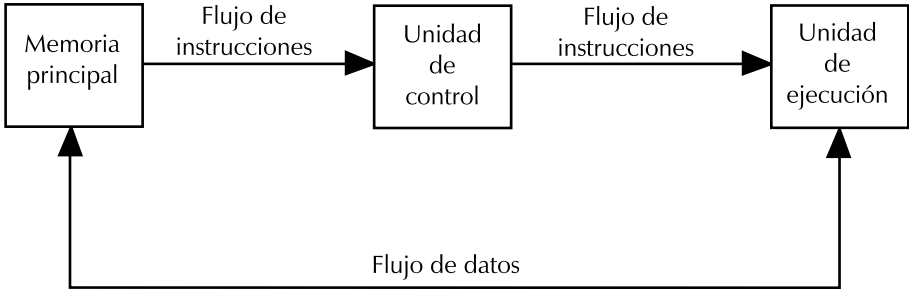 Memoria
principal
Flujo de
instrucciones
Unidad
de
control
Flujo de
instrucciones
Unidad
de
ejecución
Flujo de datos